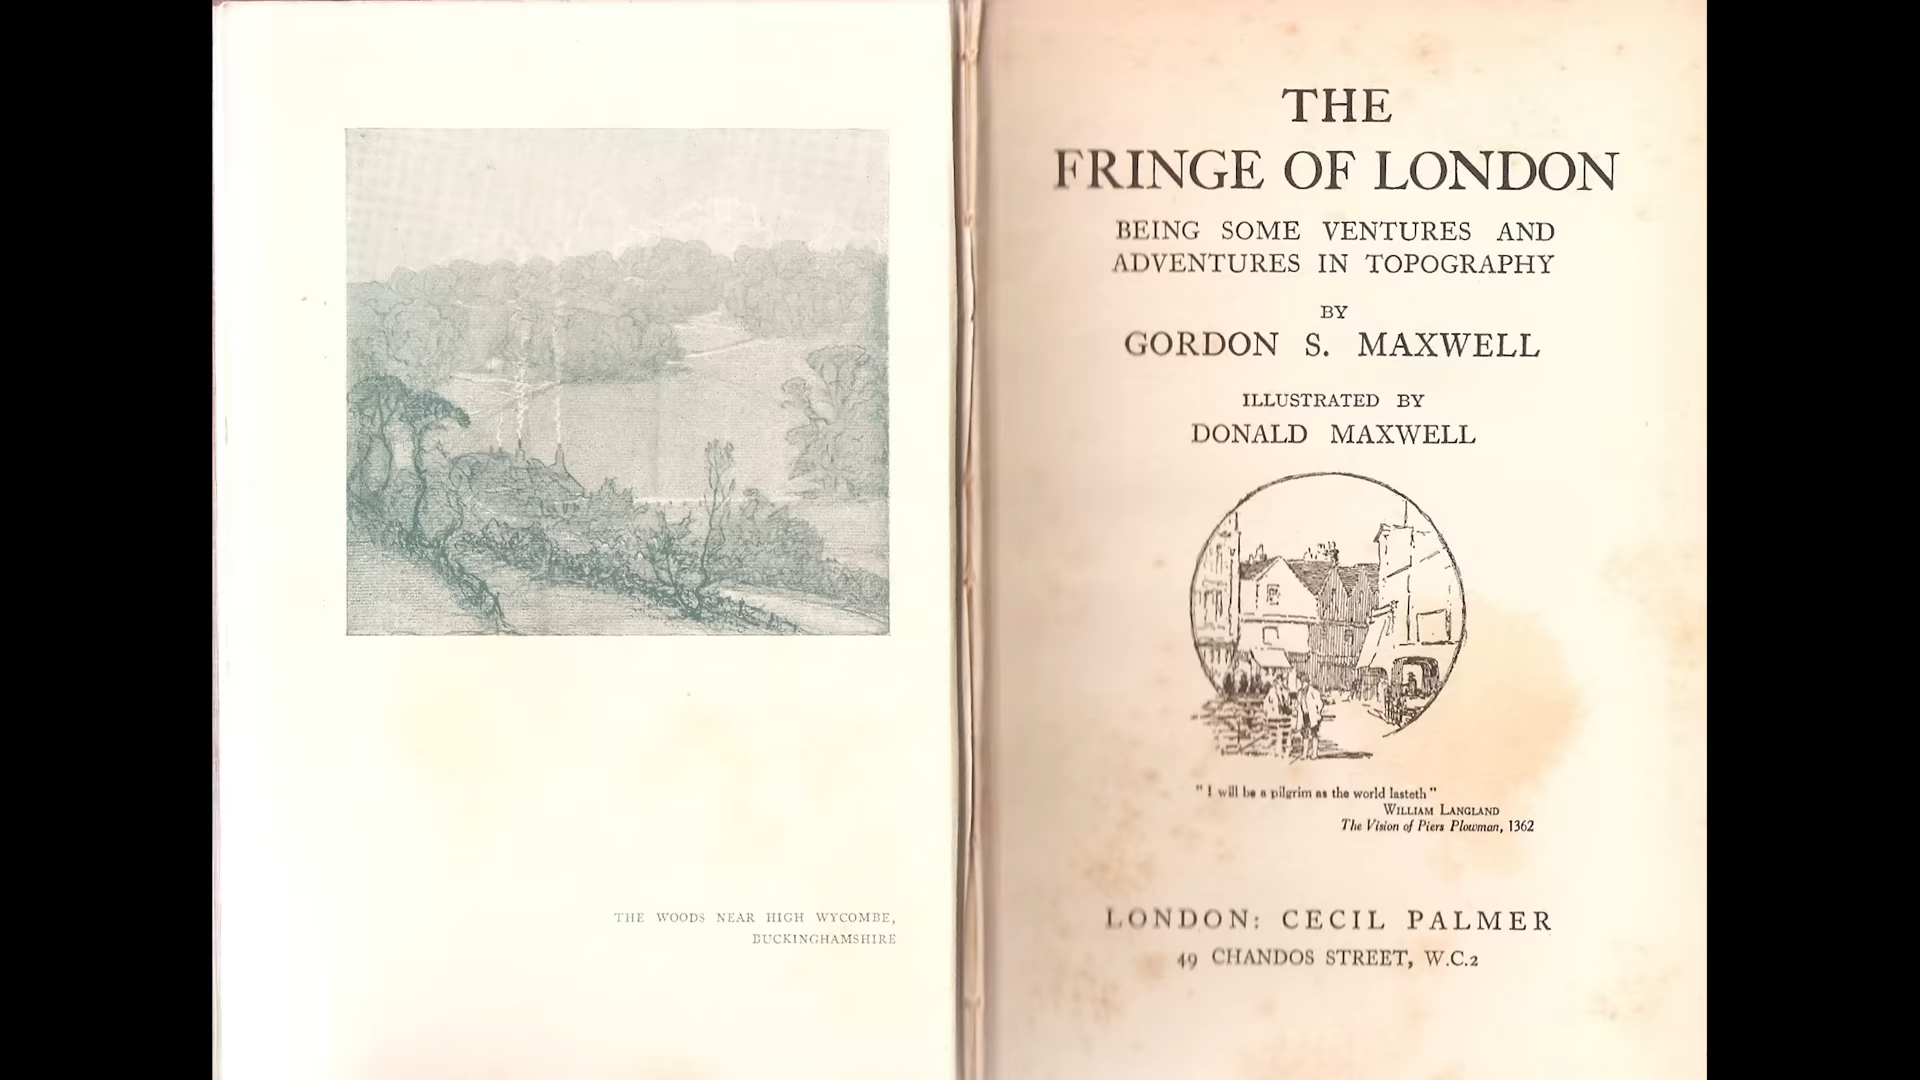 THE WOODS NEAR HIGH WYCOMBE,
BUCKINGHAMSHIRE
THE
FRINGE OF LONDON
BEING SOME VENTURES AND
ADVENTURES IN TOPOGRAPHY
BY
GORDON S. MAXWELL
ILLUSTRATED BY
DONALD MAXWELL
" I will be a pilgrim as the world lasteth "
WILLIAM LANGLAND
The Vision of Piers Plowman, 1362
LONDON: CECIL PALMER
49 CHANDOS STREET, W.C.2